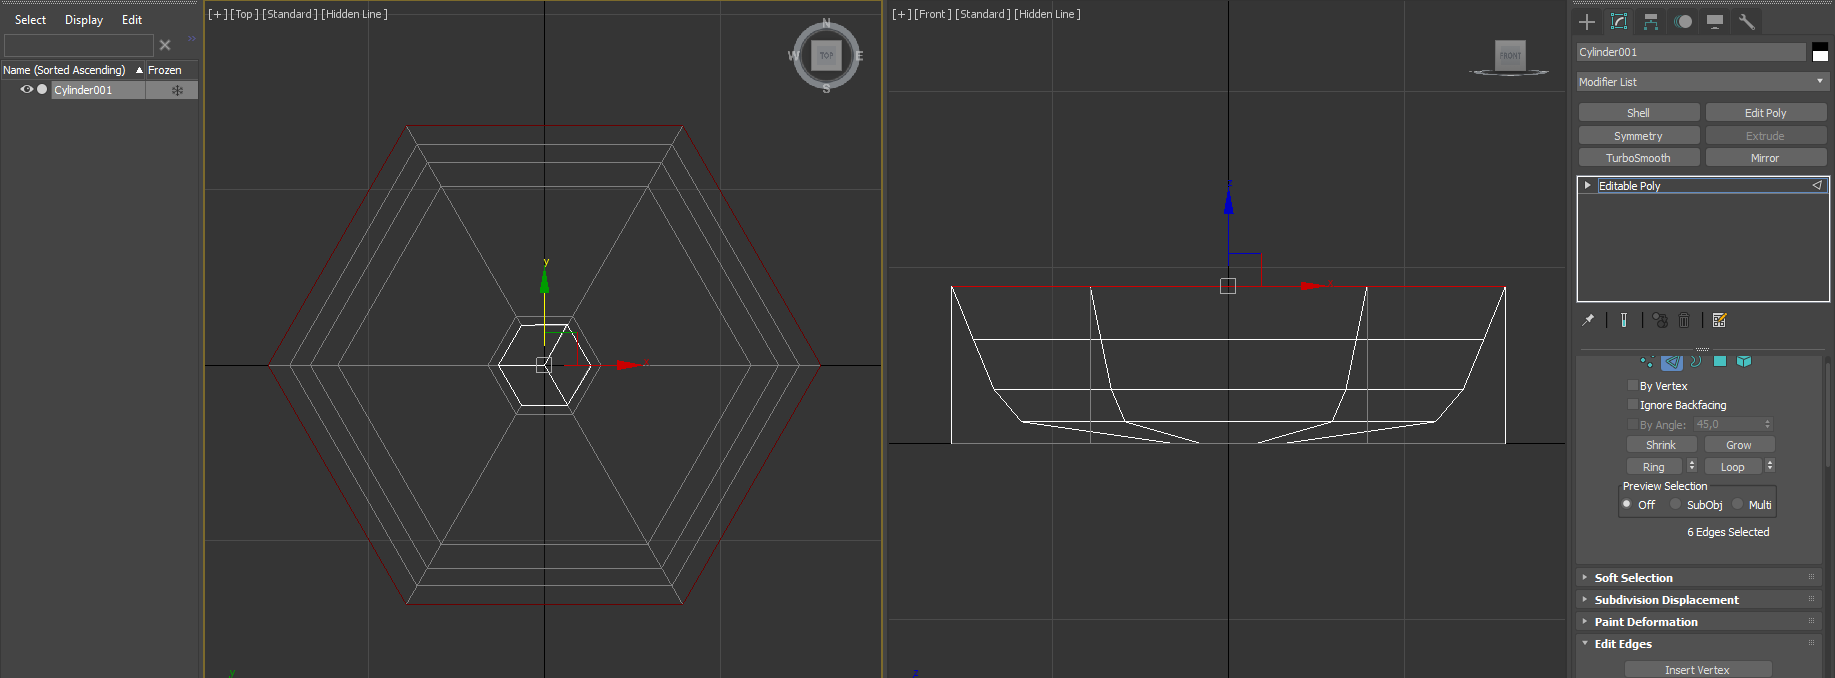 Select Display Edit
»
Name (Sorted Ascending) ▲ Frozen
Cylinder001
[+] [Top] [Standard] [Hidden Line]
N
W TOP E
S
y
x
y
[+] [Front] [Standard] [Hidden Line]
FRONT
z
x
z
Cylinder001
Modifier List
Shell Edit Poly
Symmetry Extrude
TurboSmooth Mirror
Editable Poly
By Vertex
Ignore Backfacing
By Angle: 45,0
Shrink Grow
Ring Loop
Preview Selection
Off SubObj Multi
6 Edges Selected
Soft Selection
Subdivision Displacement
Paint Deformation
Edit Edges
Insert Vertex